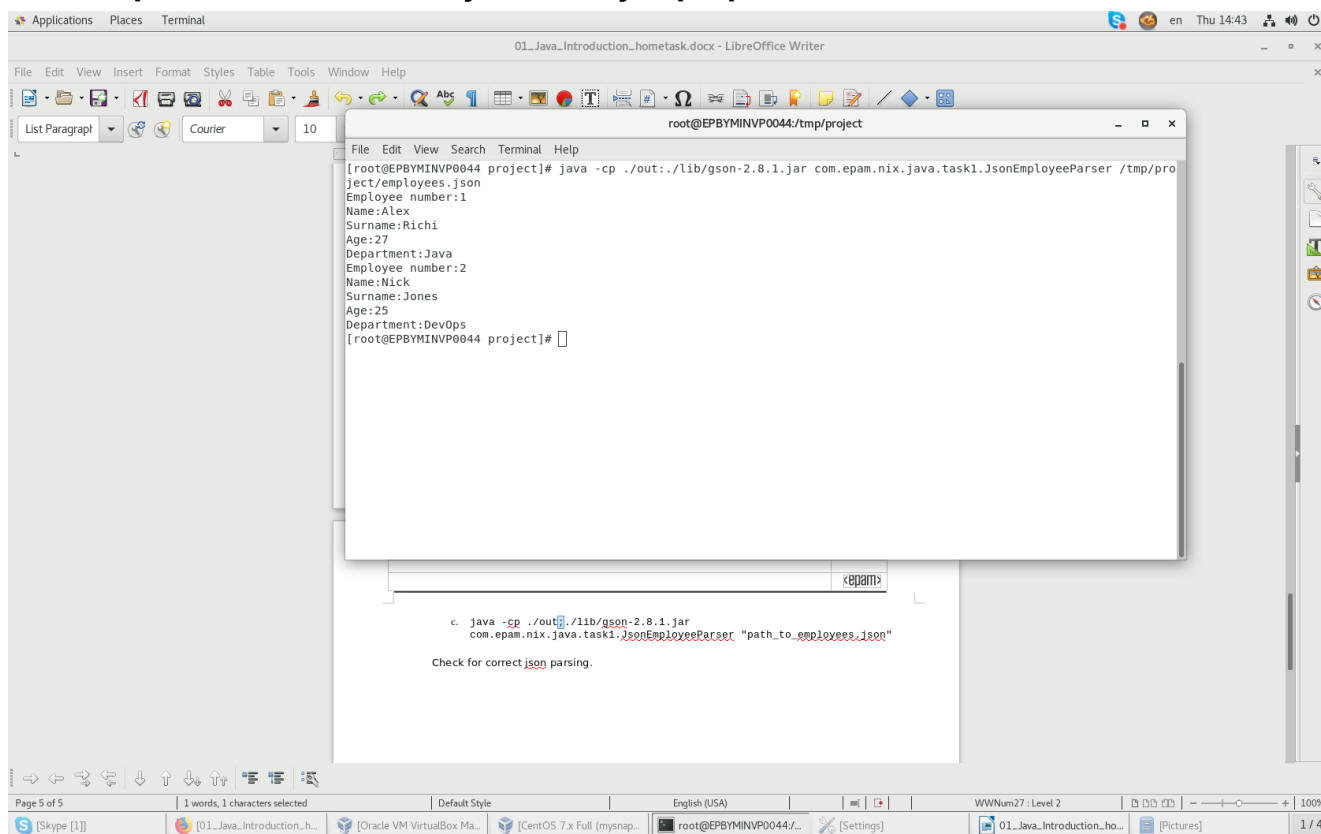 Applications Places Terminal en Thu 14:43
01_Java_Introduction_hometask.docx - LibreOffice Writer
File Edit View Insert Format Styles Table Tools Window Help
List Paragraph Courier 10
root@EPBYMINVP0044:/tmp/project
File Edit View Search Terminal Help
[root@EPBYMINVP0044 project]# java -cp ./out:./lib/gson-2.8.1.jar com.epam.nix.java.task1.JsonEmployeeParser /tmp/pro
ject/employees.json
Employee number:1
Name:Alex
Surname:Richi
Age:27
Department:Java
Employee number:2
Name:Nick
Surname:Jones
Age:25
Department:DevOps
[root@EPBYMINVP0044 project]#
<epam>
c. java -cp ./out;./lib/gson-2.8.1.jar
com.epam.nix.java.task1.JsonEmployeeParser "path_to_employees.json"
Check for correct json parsing.
Page 5 of 5 1 words, 1 characters selected Default Style English (USA) WWNum27 : Level 2 100%
[Skype [1]] [01_Java_Introduction_h... [Oracle VM VirtualBox Ma... [CentOS 7.x Full (mysnap... root@EPBYMINVP0044:/... [Settings] 01_Java_Introduction_ho... [Pictures] 1 / 4